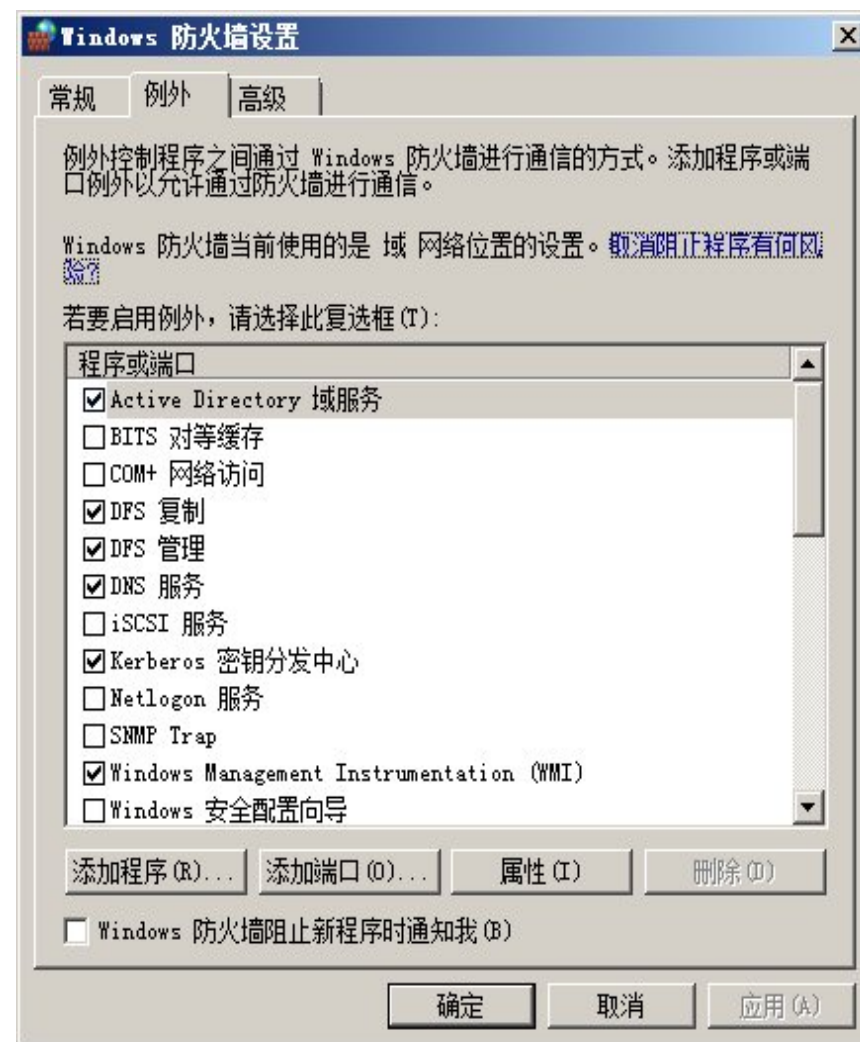 Windows 防火墙设置
常规 例外 高级
例外控制程序之间通过 Windows 防火墙进行通信的方式。添加程序或端
口例外以允许通过防火墙进行通信。
Windows 防火墙当前使用的是 域 网络位置的设置。取消阻止程序有何风
险?
若要启用例外，请选择此复选框(T):
程序或端口
Active Directory 域服务
BITS 对等缓存
COM+ 网络访问
DFS 复制
DFS 管理
DNS 服务
iSCSI 服务
Kerberos 密钥分发中心
Netlogon 服务
SNMP Trap
Windows Management Instrumentation (WMI)
Windows 安全配置向导
添加程序(R)... 添加端口(O)... 属性(I) 删除(D)
Windows 防火墙阻止新程序时通知我(B)
确定 取消 应用(A)